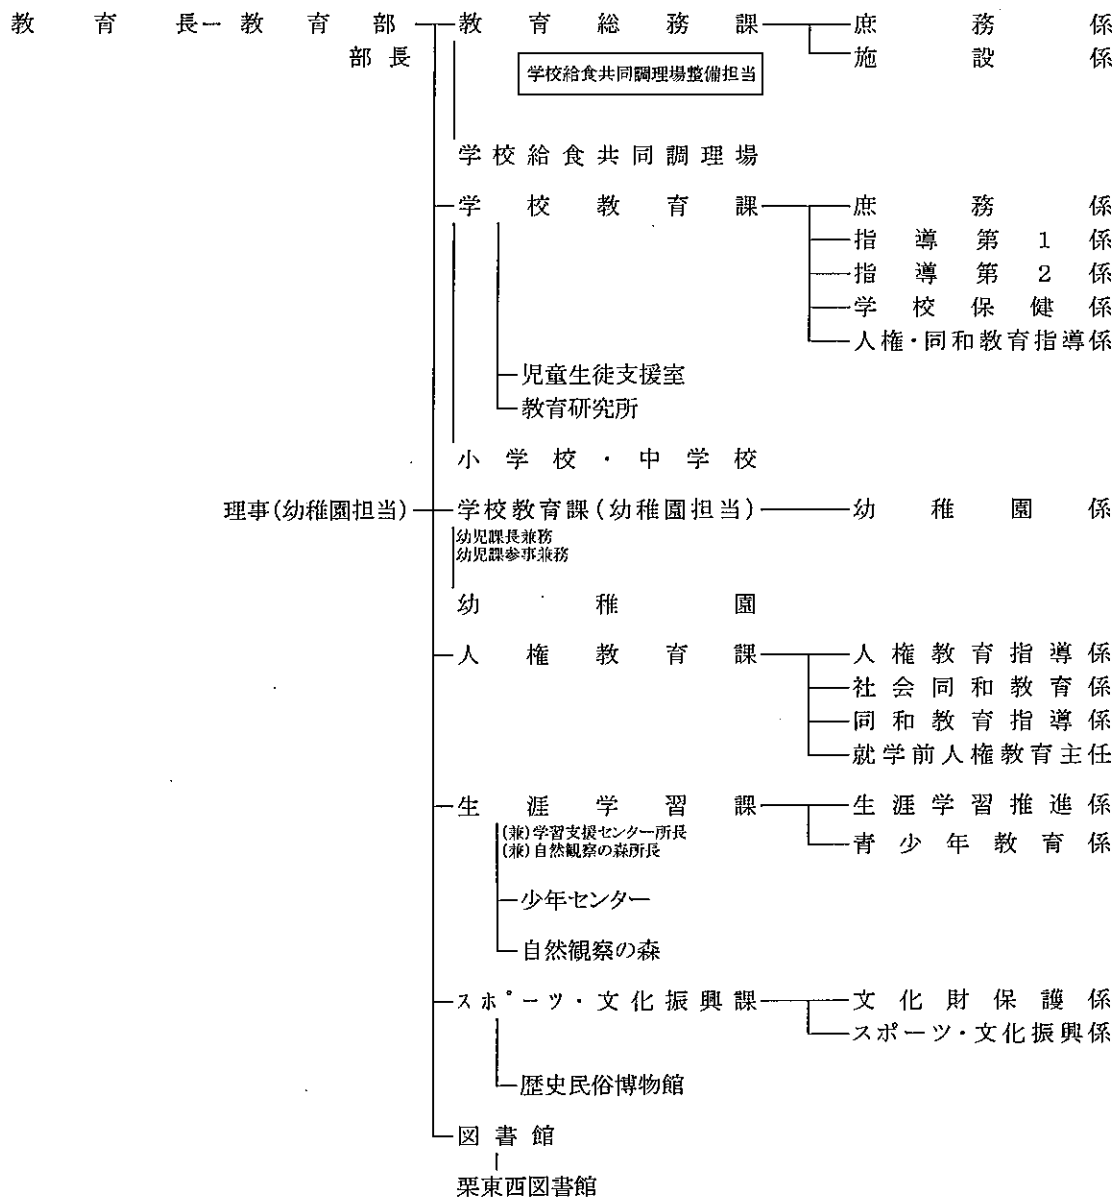 教育長 教育部 教育総務課 庶務係
部長 施設係
学校給食共同調理場整備担当
学校給食共同調理場
学校教育課 庶務係
指導第1係
指導第2係
学校保健係
人権・同和教育指導係
児童生徒支援室
教育研究所
小学校・中学校
理事(幼稚園担当) 学校教育課(幼稚園担当) 幼稚園係
幼児課長兼務
幼児課参事兼務
幼稚園
人権教育課 人権教育指導係
社会同和教育係
同和教育指導係
就学前人権教育主任
生涯学習課 生涯学習推進係
(兼)学習支援センター所長
(兼)自然観察の森所長
青少年教育係
少年センター
自然観察の森
スポーツ・文化振興課 文化財保護係
スポーツ・文化振興係
歴史民俗博物館
図書館
栗東西図書館